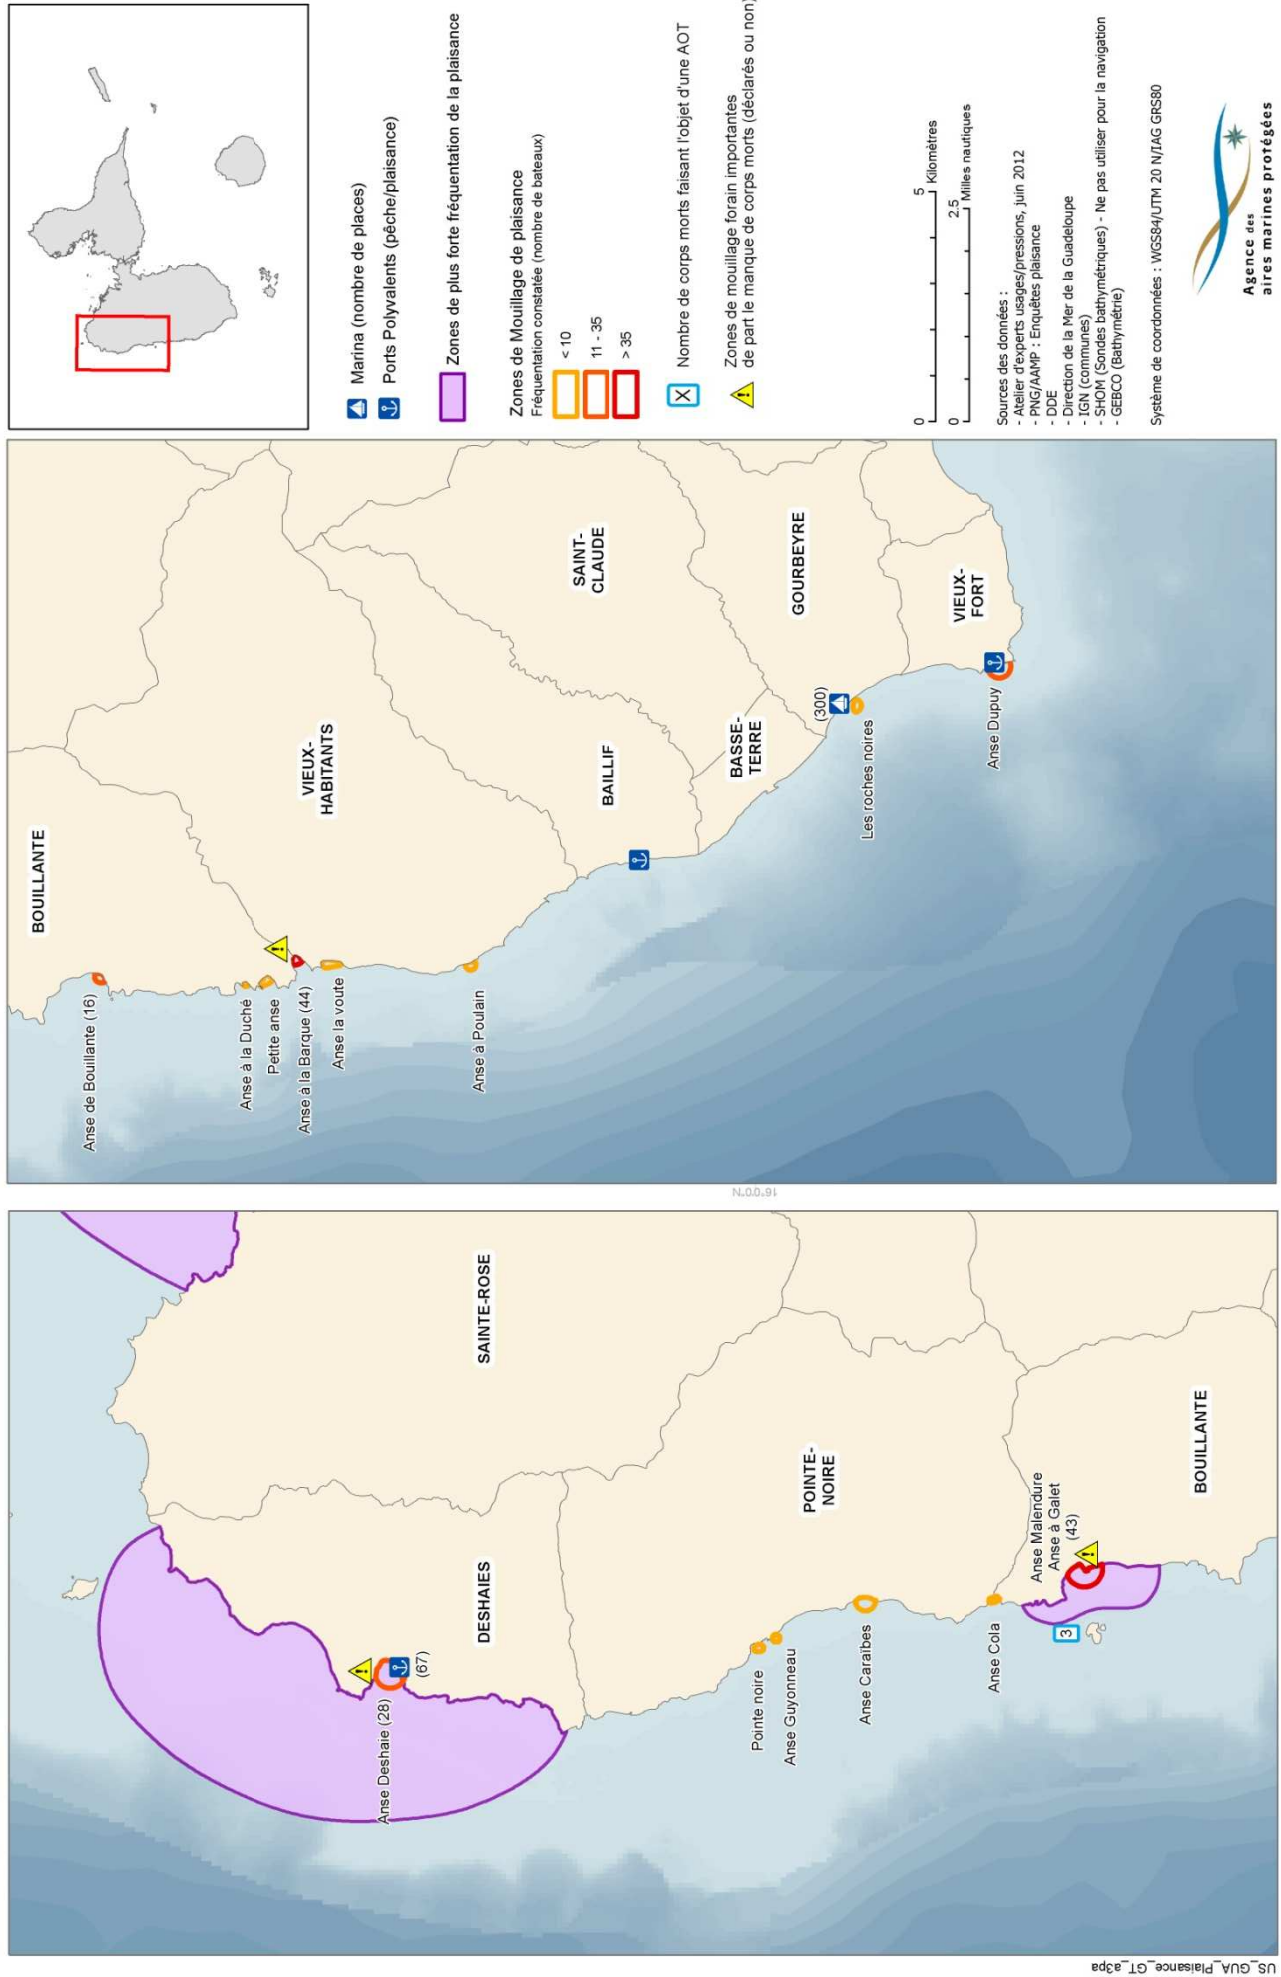 SAINTE-ROSE
DESHAIES
Anse Deshaie (28)
(67)
POINTE-
NOIRE
Pointe noire
Anse Guyonneau
Anse Caraïbes
Anse Cola
Anse Malendure
Anse à Galet
(43)
3
BOUILLANTE
16°0'0"N
BOUILLANTE
Anse de Bouillante (16)
Anse à la Duché
Petite anse
Anse à la Barque (44)
Anse la voute
VIEUX-
HABITANTS
Anse à Poulain
BAILLIF
SAINT-
CLAUDE
BASSE-
TERRE
GOURBEYRE
(300)
Les roches noires
VIEUX-
FORT
Anse Dupuy
Marina (nombre de places)
Ports Polyvalents (pêche/plaisance)
Zones de plus forte fréquentation de la plaisance
Zones de Mouillage de plaisance
Fréquentation constatée (nombre de bateaux)
< 10
11 - 35
> 35
X
Nombre de corps morts faisant l'objet d'une AOT
Zones de mouillage forain importantes
de part le manque de corps morts (déclarés ou non)
0 5
Kilomètres
0 2.5
Milles nautiques
Sources des données :
- Atelier d'experts usages/pressions, juin 2012
- PNG/AAMP : Enquêtes plaisance
- DDE
- Direction de la Mer de la Guadeloupe
- IGN (communes)
- SHOM (Sondes bathymétriques) - Ne pas utiliser pour la navigation
- GEBCO (Bathymétrie)
Système de coordonnées : WGS84/UTM 20 N/IAG GRS80
Agence des
aires marines protégées
US_GUA_Plaisance_GT_a3pa